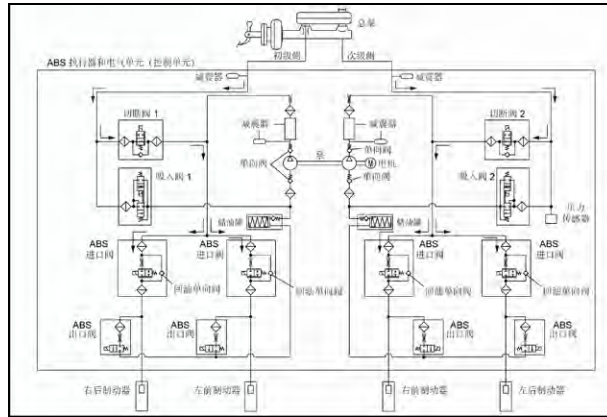 总泵
初级侧
次级侧
ABS 执行器和电气单元（控制单元）
减震器
减震器
切断阀 1
减震器
减震器
切断阀 2
单向阀
单向阀
泵
电机
单向阀
吸入阀 1
吸入阀 2
储油罐
储油罐
压力
传感器
ABS
进口阀
ABS
进口阀
ABS
进口阀
ABS
进口阀
回油单向阀
回油单向阀
回油单向阀
回油单向阀
ABS
出口阀
ABS
出口阀
ABS
出口阀
ABS
出口阀
右后制动器
左前制动器
右前制动器
左后制动器